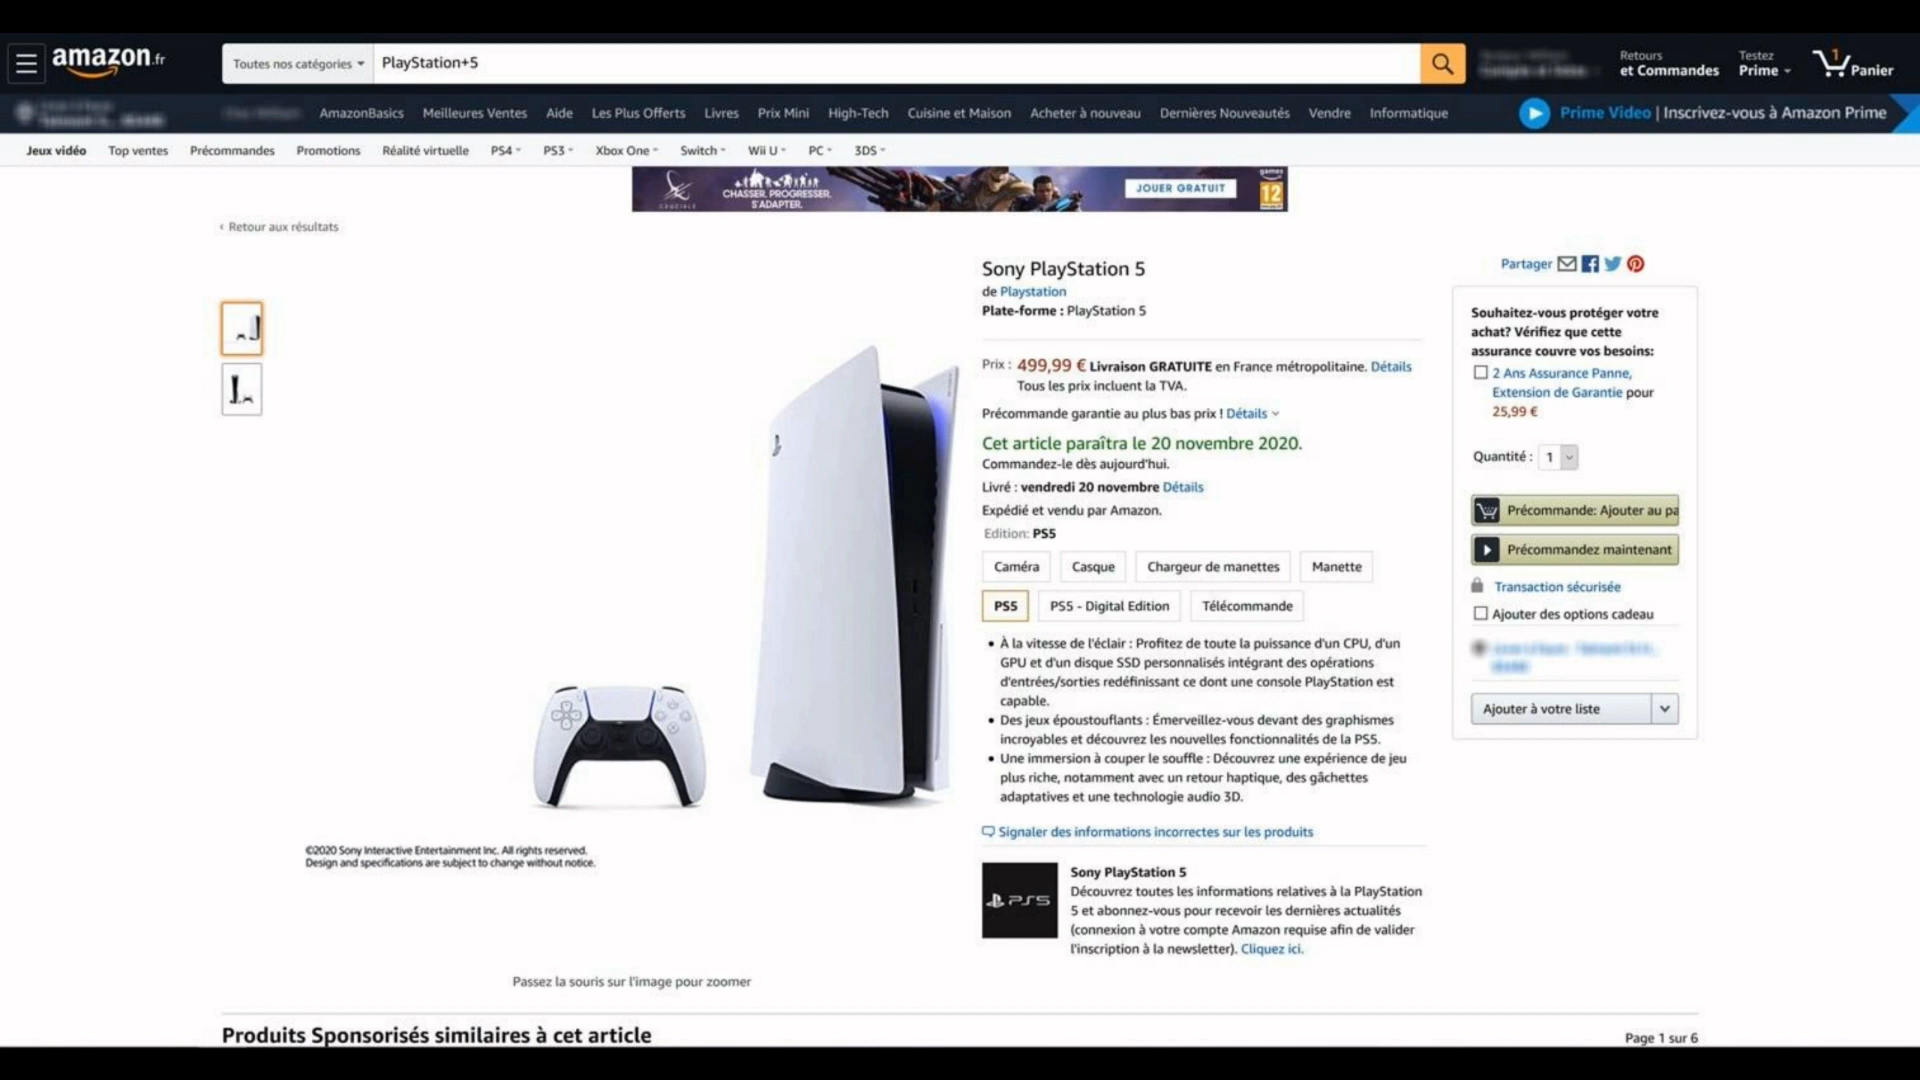 amazon.fr
Toutes nos catégories
PlayStation+5
Retours
et Commandes
Testez
Prime
1
Panier
AmazonBasics Meilleures Ventes Aide Les Plus Offerts Livres Prix Mini High-Tech Cuisine et Maison Acheter à nouveau Dernières Nouveautés Vendre Informatique
Prime Video | Inscrivez-vous à Amazon Prime
Jeux vidéo Top ventes Précommandes Promotions Réalité virtuelle PS4 PS3 Xbox One Switch Wii U PC 3DS
CRUCIBLE
CHASSER. PROGRESSER.
S'ADAPTER.
JOUER GRATUIT
games
12
‹ Retour aux résultats
Sony PlayStation 5
de Playstation
Plate-forme : PlayStation 5
Prix : 499,99 € Livraison GRATUITE en France métropolitaine. Détails
Tous les prix incluent la TVA.
Précommande garantie au plus bas prix ! Détails
Cet article paraîtra le 20 novembre 2020.
Commandez-le dès aujourd'hui.
Livré : vendredi 20 novembre Détails
Expédié et vendu par Amazon.
Edition: PS5
Caméra Casque Chargeur de manettes Manette
PS5 PS5 - Digital Edition Télécommande
• À la vitesse de l'éclair : Profitez de toute la puissance d'un CPU, d'un
GPU et d'un disque SSD personnalisés intégrant des opérations
d'entrées/sorties redéfinissant ce dont une console PlayStation est
capable.
• Des jeux époustouflants : Émerveillez-vous devant des graphismes
incroyables et découvrez les nouvelles fonctionnalités de la PS5.
• Une immersion à couper le souffle : Découvrez une expérience de jeu
plus riche, notamment avec un retour haptique, des gâchettes
adaptatives et une technologie audio 3D.
Signaler des informations incorrectes sur les produits
PS5
Sony PlayStation 5
Découvrez toutes les informations relatives à la PlayStation
5 et abonnez-vous pour recevoir les dernières actualités
(connexion à votre compte Amazon requise afin de valider
l'inscription à la newsletter). Cliquez ici.
Partager
Souhaitez-vous protéger votre
achat? Vérifiez que cette
assurance couvre vos besoins:
2 Ans Assurance Panne,
Extension de Garantie pour
25,99 €
Quantité : 1
Précommande: Ajouter au pa
Précommandez maintenant
Transaction sécurisée
Ajouter des options cadeau
Ajouter à votre liste
©2020 Sony Interactive Entertainment Inc. All rights reserved.
Design and specifications are subject to change without notice.
Passez la souris sur l'image pour zoomer
Produits Sponsorisés similaires à cet article
Page 1 sur 6